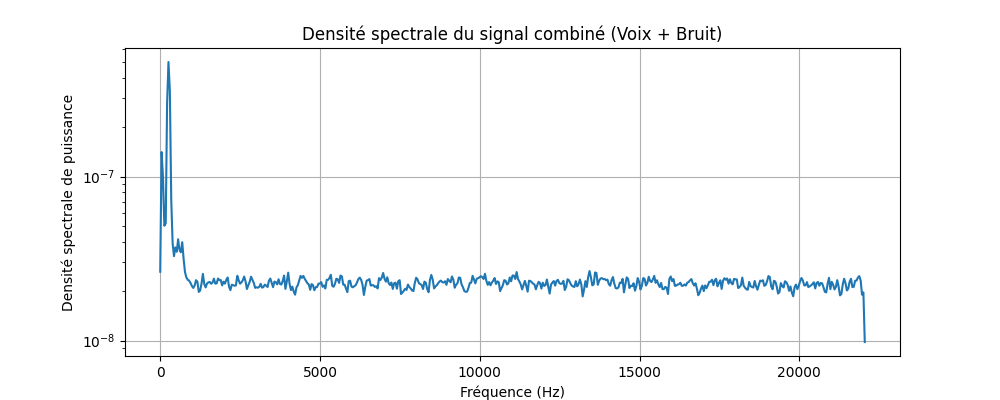 Densité spectrale du signal combiné (Voix + Bruit)
Densité spectrale de puissance
10⁻⁷
10⁻⁸
0 5000 10000 15000 20000
Fréquence (Hz)